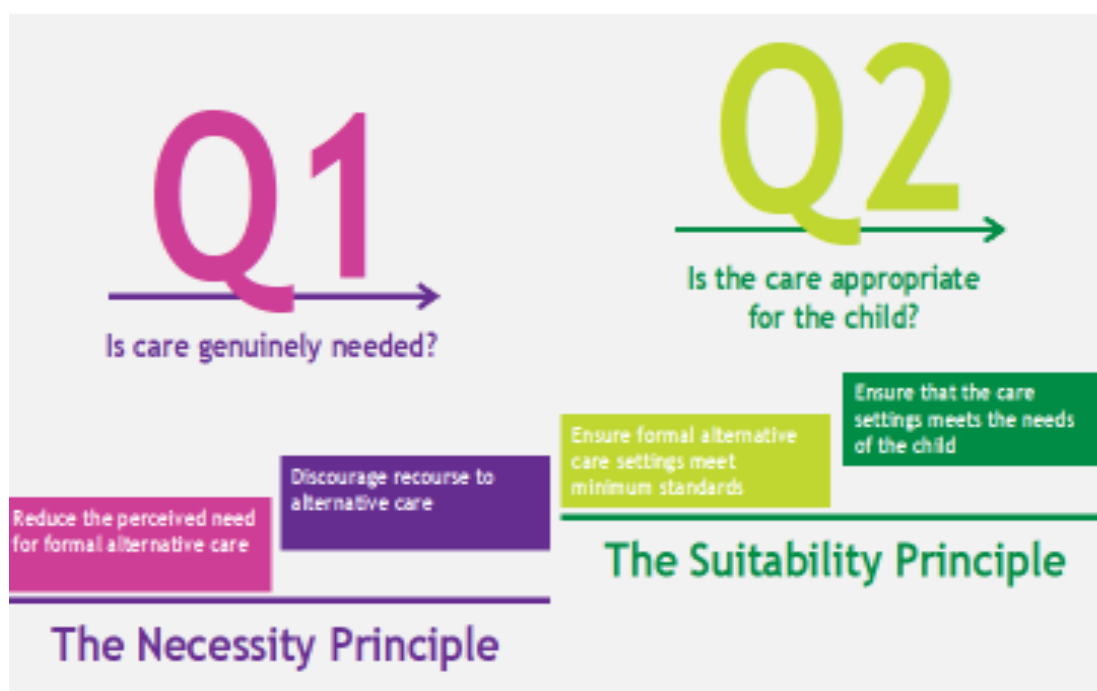 Q1
Is care genuinely needed?
Reduce the perceived need
for formal alternative care
Discourage recourse to
alternative care
The Necessity Principle
Q2
Is the care appropriate
for the child?
Ensure formal alternative
care settings meet
minimum standards
Ensure that the care
settings meets the needs
of the child
The Suitability Principle